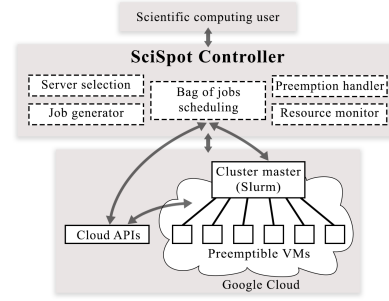 Scientific computing user
SciSpot Controller
Server selection
Bag of jobs
scheduling
Preemption handler
Job generator
Resource monitor
Cluster master
(Slurm)
Cloud APIs
Preemptible VMs
Google Cloud